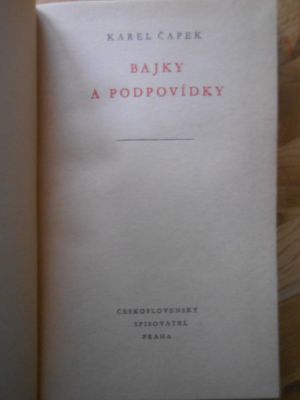 KAREL ČAPEK
BAJKY
A PODPOVÍDKY
ČESKOSLOVENSKÝ
SPISOVATEL
PRAHA